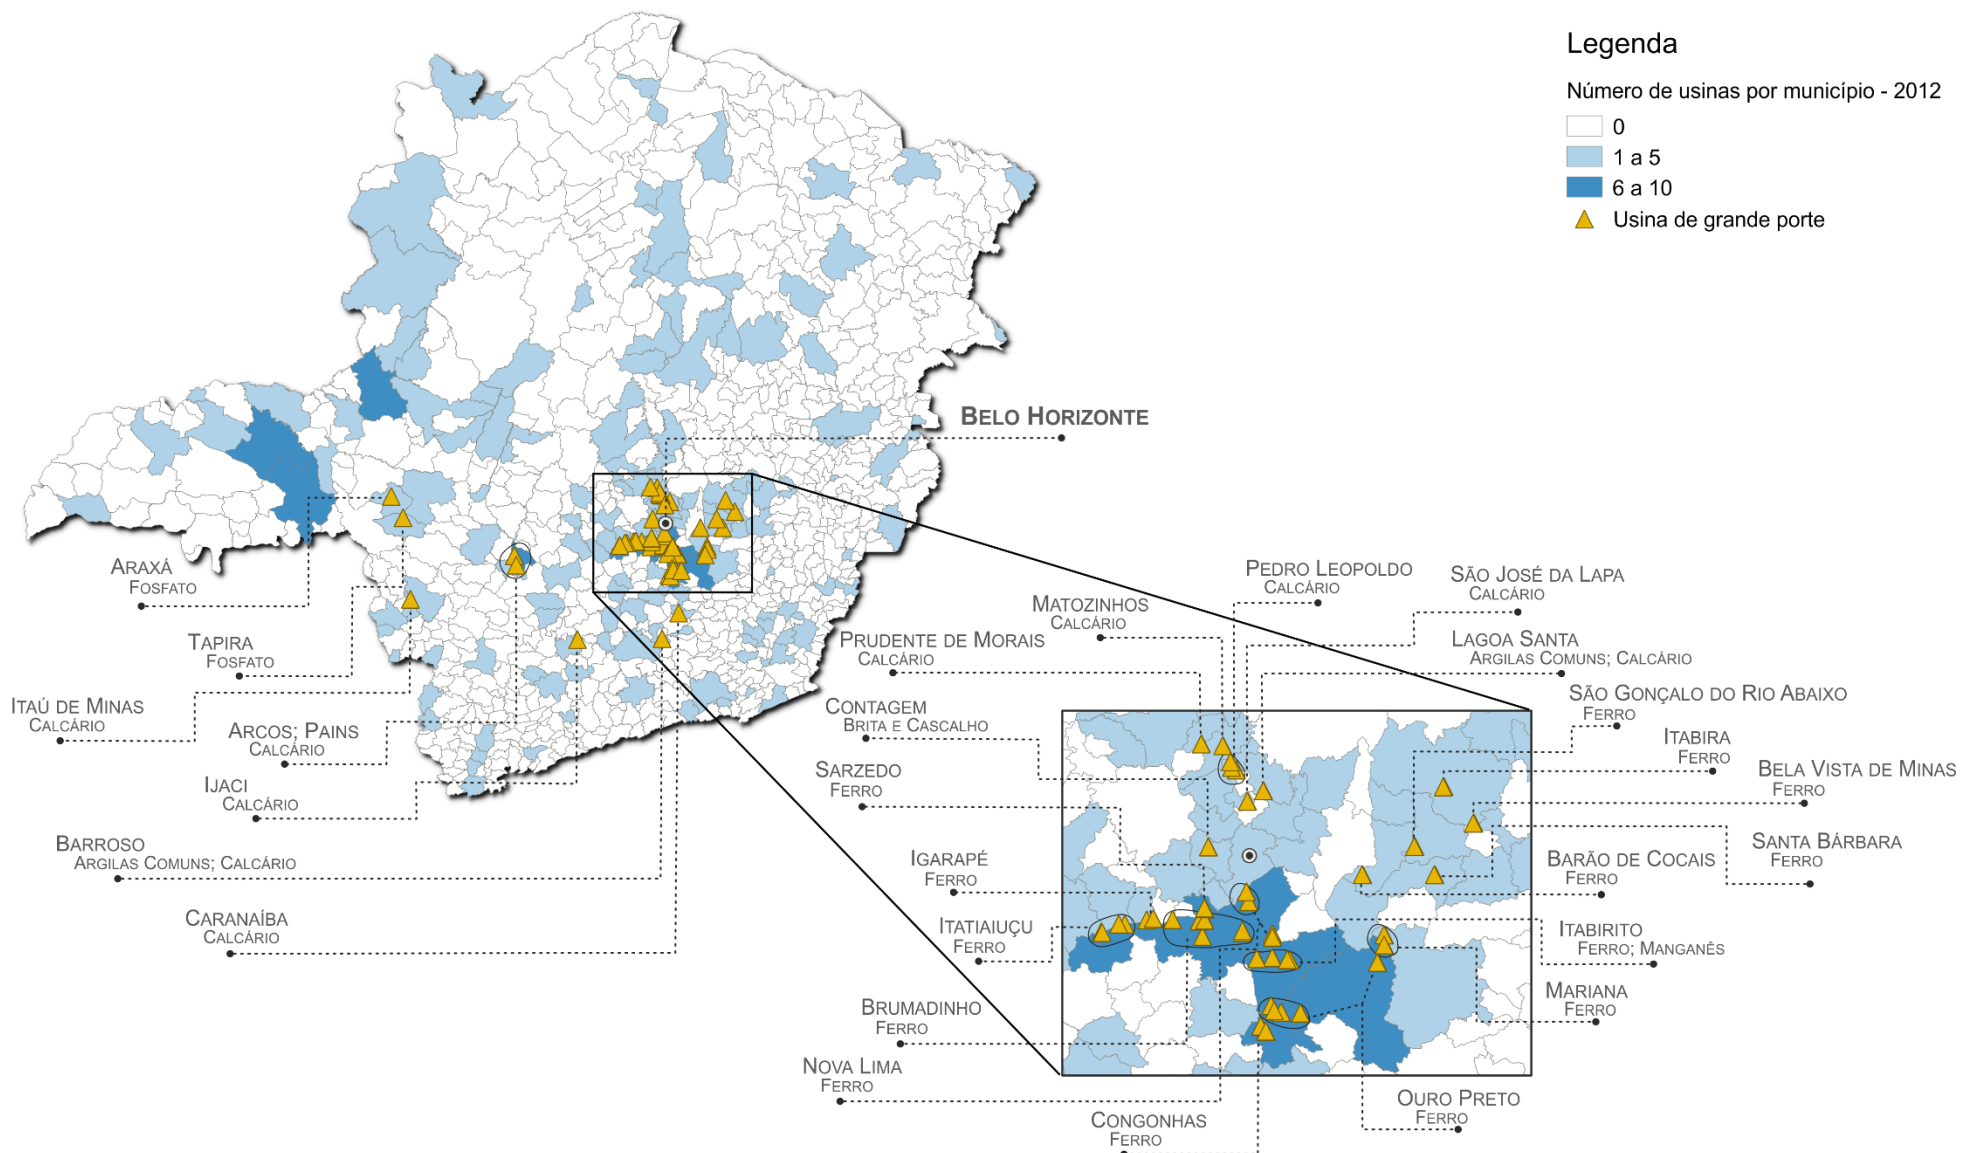 Legenda
Número de usinas por município - 2012
0
1 a 5
6 a 10
Usina de grande porte
BELO HORIZONTE
ARAXÁ
FOSFATO
TAPIRA
FOSFATO
ITAÚ DE MINAS
CALCÁRIO
ARCOS; PAINS
CALCÁRIO
IJACI
CALCÁRIO
BARROSO
ARGILAS COMUNS; CALCÁRIO
CARANAÍBA
CALCÁRIO
PEDRO LEOPOLDO
CALCÁRIO
SÃO JOSÉ DA LAPA
CALCÁRIO
MATOZINHOS
CALCÁRIO
LAGOA SANTA
ARGILAS COMUNS; CALCÁRIO
PRUDENTE DE MORAIS
CALCÁRIO
SÃO GONÇALO DO RIO ABAIXO
FERRO
CONTAGEM
BRITA E CASCALHO
ITABIRA
FERRO
SARZEDO
FERRO
BELA VISTA DE MINAS
FERRO
SANTA BÁRBARA
FERRO
IGARAPÉ
FERRO
BARÃO DE COCAIS
FERRO
ITATIAIUÇU
FERRO
ITABIRITO
FERRO; MANGANÊS
MARIANA
FERRO
BRUMADINHO
FERRO
NOVA LIMA
FERRO
OURO PRETO
FERRO
CONGONHAS
FERRO